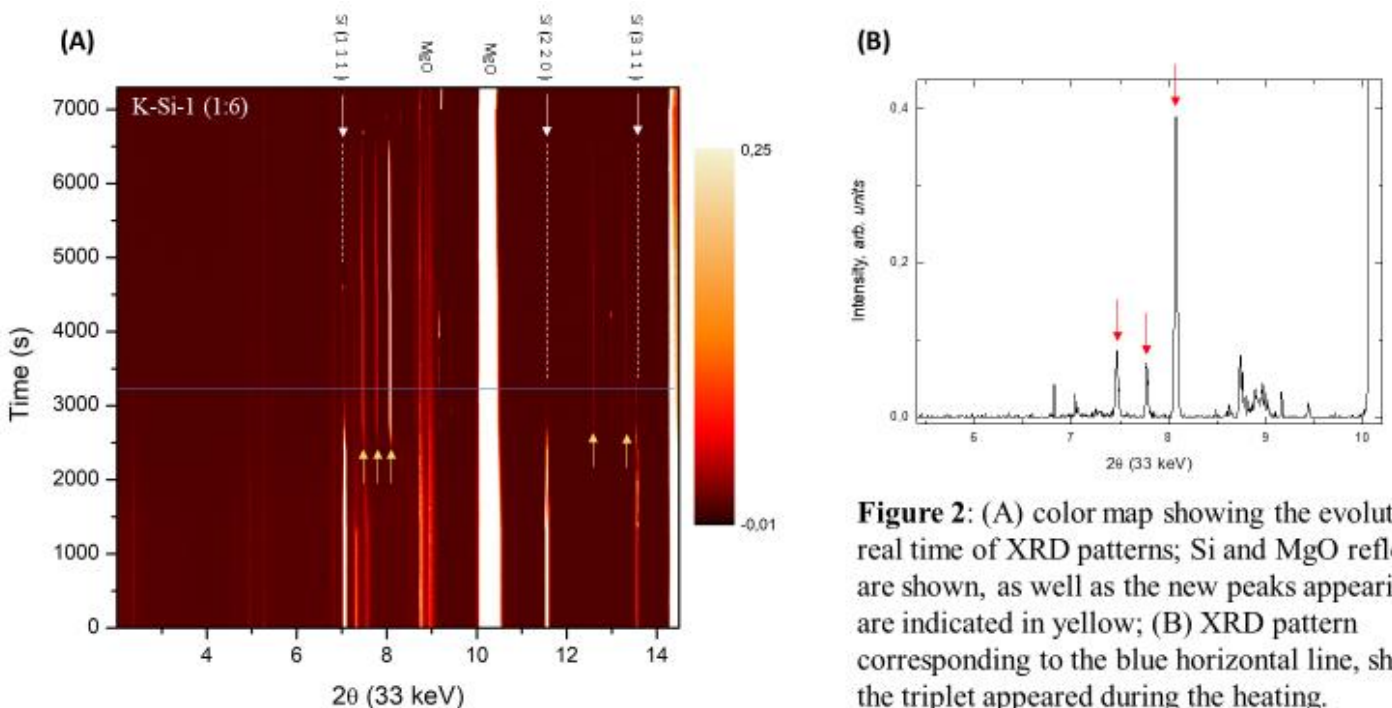 (A)
Si (1 1 1)
MgO
MgO
Si (2 2 0)
Si (3 1 1)
K-Si-1 (1:6)
7000
6000
5000
4000
3000
2000
1000
0
Time (s)
4
6
8
10
12
14
2θ (33 keV)
0,25
-0,01
(B)
0,4
0,2
0,0
Intensity, arb. units
6
7
8
9
10
2θ (33 keV)
Figure 2: (A) color map showing the evolut
real time of XRD patterns; Si and MgO refle
are shown, as well as the new peaks appeari
are indicated in yellow; (B) XRD pattern
corresponding to the blue horizontal line, sh
the triplet appeared during the heating.